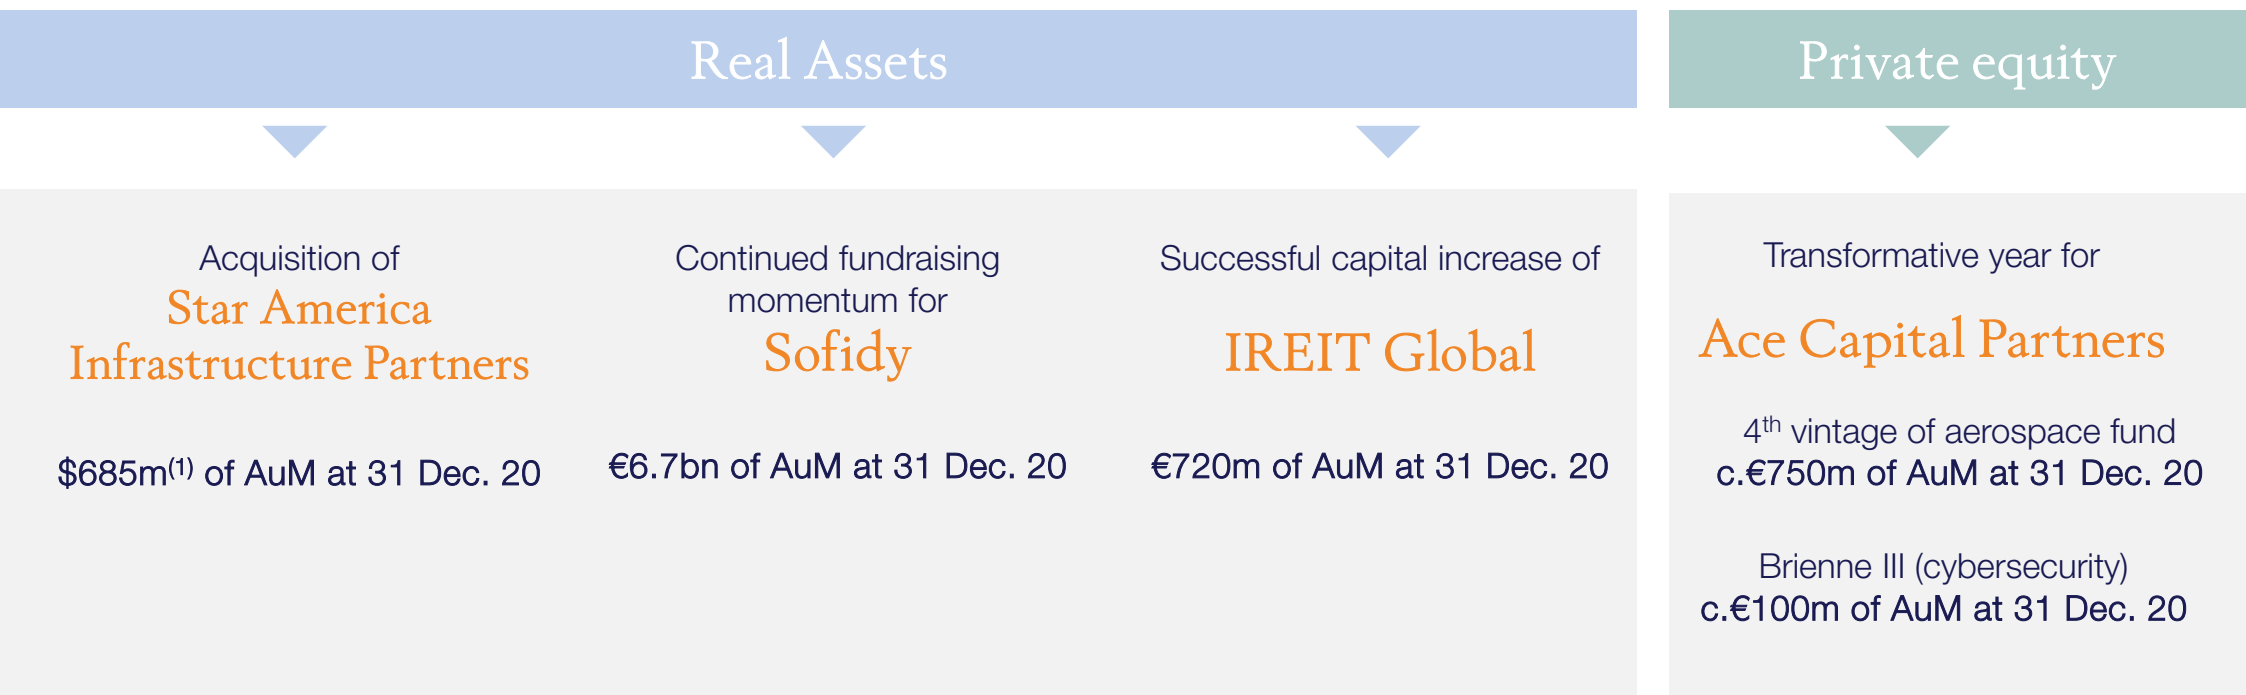 Real Assets
Acquisition of
Star America
Infrastructure Partners
$685m(1) of AuM at 31 Dec. 20
Continued fundraising
momentum for
Sofidy
€6.7bn of AuM at 31 Dec. 20
Successful capital increase of
IREIT Global
€720m of AuM at 31 Dec. 20
Private equity
Transformative year for
Ace Capital Partners
4th vintage of aerospace fund
c.€750m of AuM at 31 Dec. 20
Brienne III (cybersecurity)
c.€100m of AuM at 31 Dec. 20